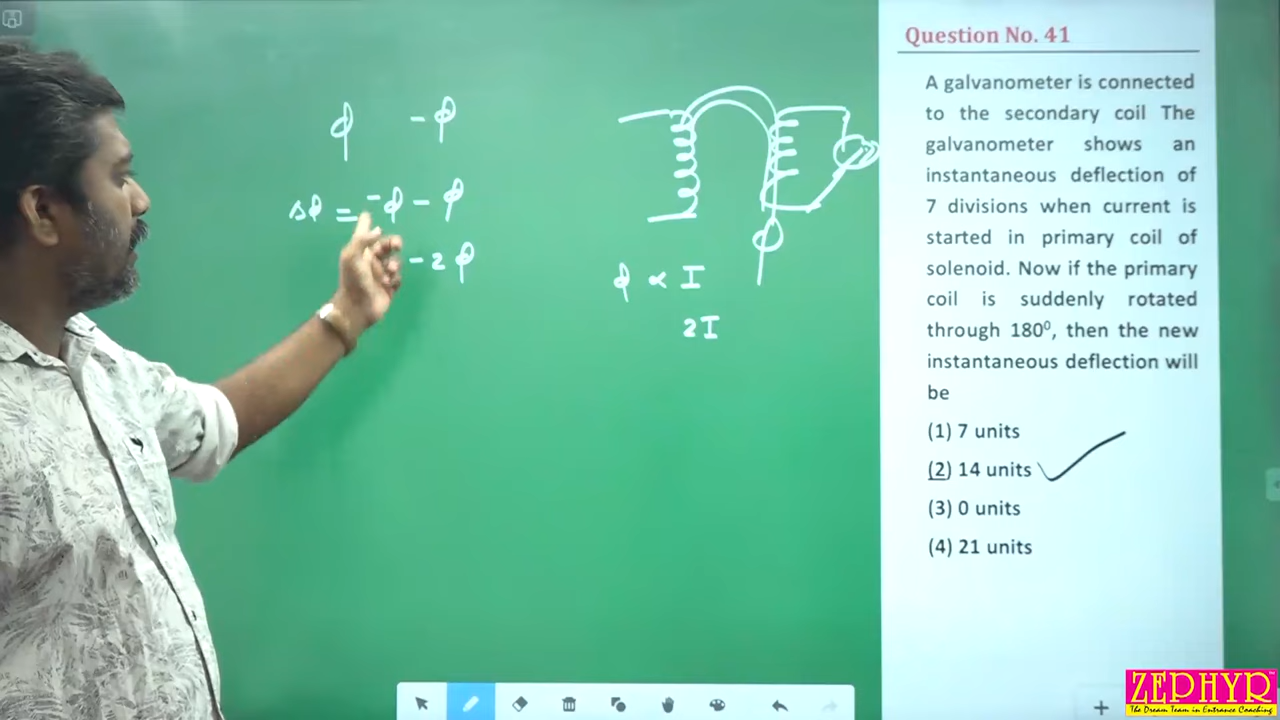 Question No. 41
A galvanometer is connected
to the secondary coil The
galvanometer shows an
instantaneous deflection of
7 divisions when current is
started in primary coil of
solenoid. Now if the primary
coil is suddenly rotated
through 180⁰, then the new
instantaneous deflection will
be
(1) 7 units
(2) 14 units
(3) 0 units
(4) 21 units
ϕ - ϕ
Δϕ = -ϕ - ϕ
- 2 ϕ
ϕ ∝ I
2I
ZEPHYR
The Dream Team in Entrance Coaching